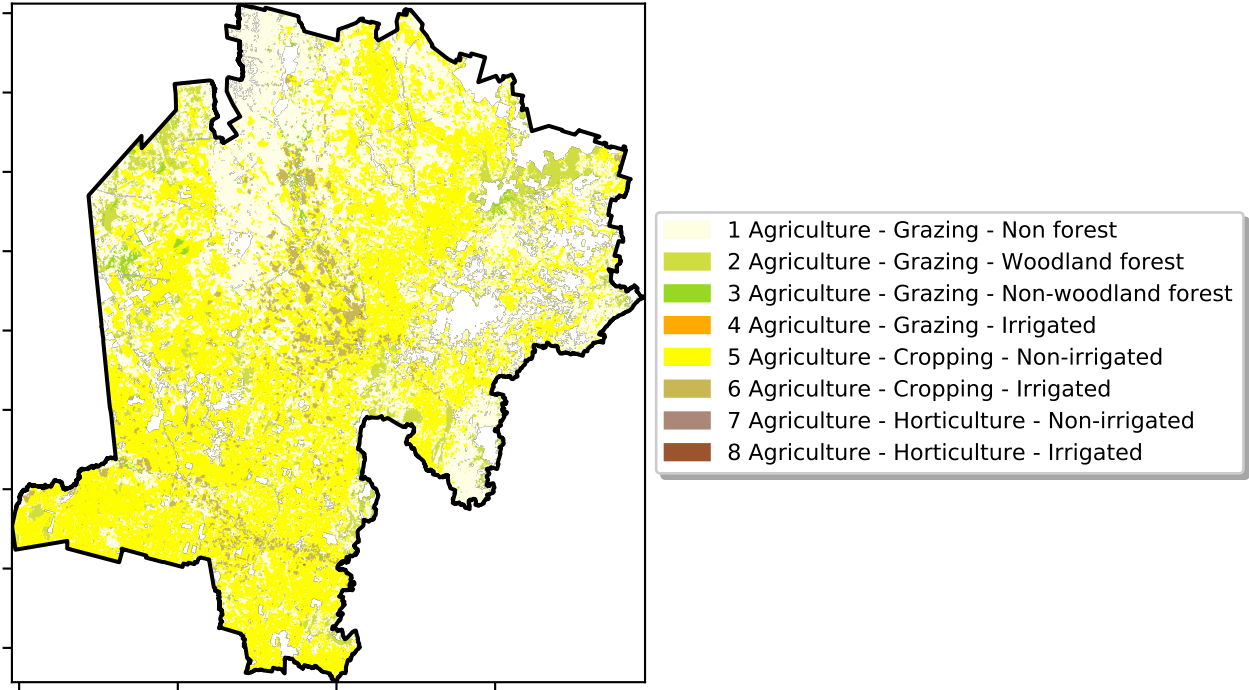 1 Agriculture - Grazing - Non forest
2 Agriculture - Grazing - Woodland forest
3 Agriculture - Grazing - Non-woodland forest
4 Agriculture - Grazing - Irrigated
5 Agriculture - Cropping - Non-irrigated
6 Agriculture - Cropping - Irrigated
7 Agriculture - Horticulture - Non-irrigated
8 Agriculture - Horticulture - Irrigated